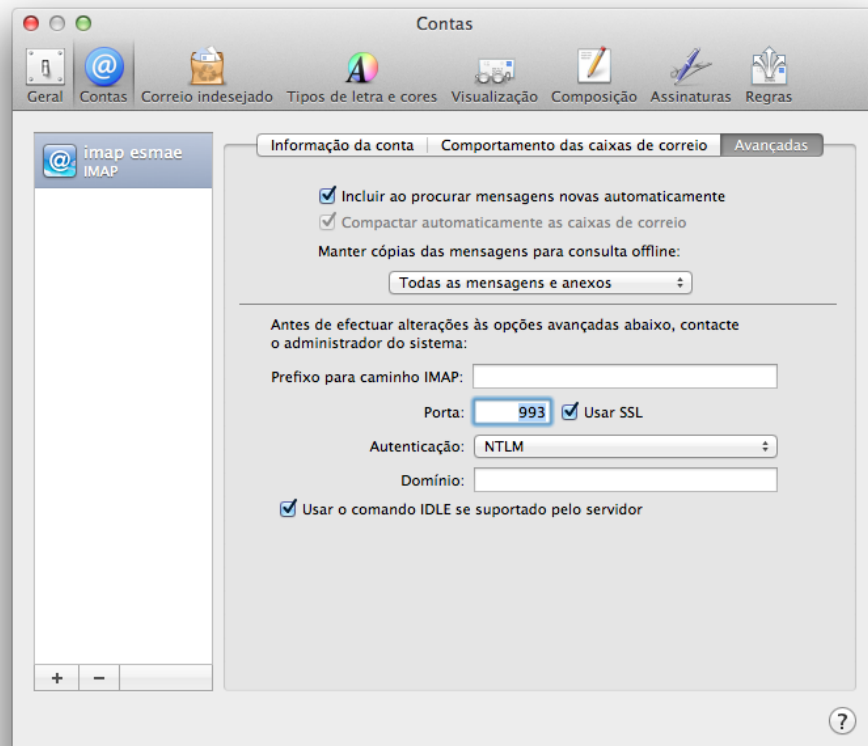 Contas
Geral Contas Correio indesejado Tipos de letra e cores Visualização Composição Assinaturas Regras
imap esmae
IMAP
Informação da conta Comportamento das caixas de correio Avançadas
Incluir ao procurar mensagens novas automaticamente
Compactar automaticamente as caixas de correio
Manter cópias das mensagens para consulta offline:
Todas as mensagens e anexos
Antes de efectuar alterações às opções avançadas abaixo, contacte
o administrador do sistema:
Prefixo para caminho IMAP:
Porta: 993 Usar SSL
Autenticação: NTLM
Domínio:
Usar o comando IDLE se suportado pelo servidor
+ −
?